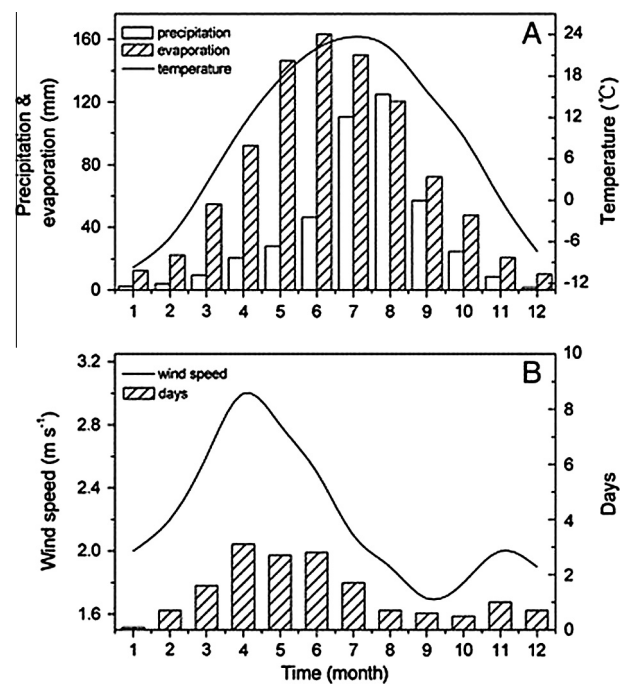 A
precipitation
evaporation
temperature
Precipitation &
evaporation (mm)
160
120
80
40
0
Temperature (℃)
24
18
12
6
0
-6
-12
1 2 3 4 5 6 7 8 9 10 11 12
B
wind speed
days
Wind speed (m s⁻¹)
3.2
2.8
2.4
2.0
1.6
Days
10
8
6
4
2
0
1 2 3 4 5 6 7 8 9 10 11 12
Time (month)